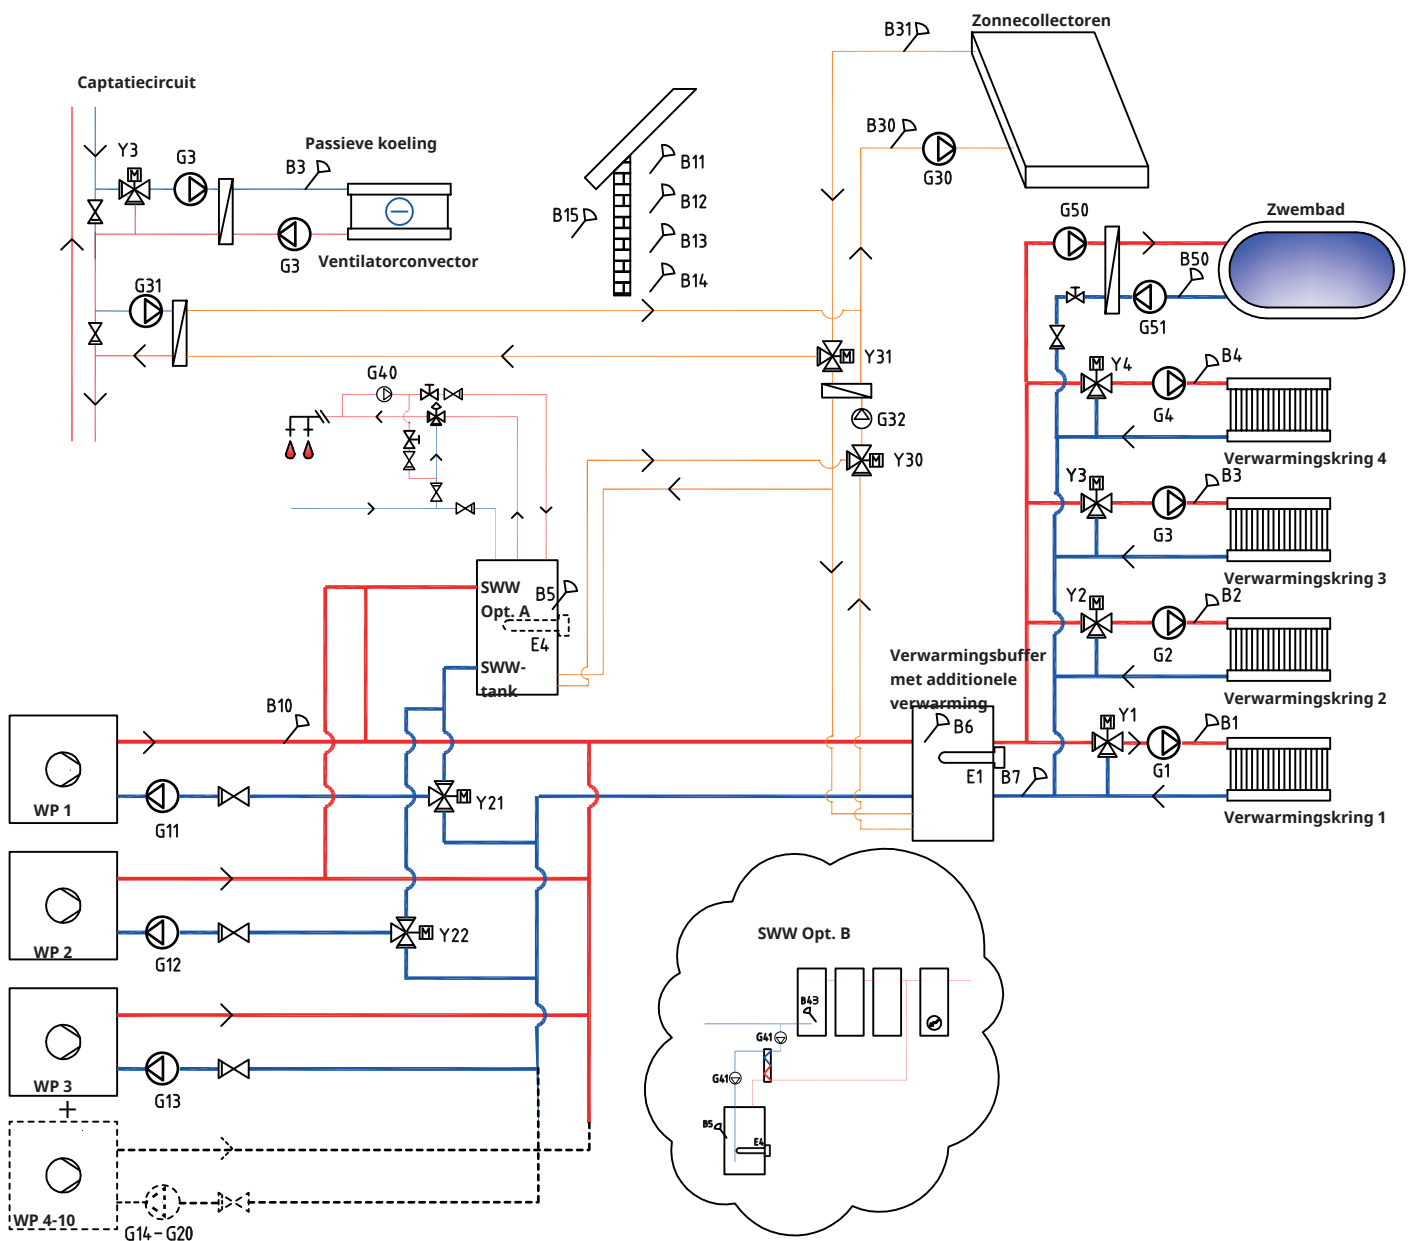 Zonnecollectoren
B31
Captatiecircuit
B30
G30
Y3
G3
Passieve koeling
B3
G3
Ventilatorconvector
B15
B11
B12
B13
B14
G50
Zwembad
B50
G51
G31
Y31
G40
G32
Y30
Y4
B4
G4
Verwarmingskring 4
Y3
B3
G3
Verwarmingskring 3
Y2
B2
G2
Verwarmingskring 2
SWW
Opt. A
B5
E4
SWW-
tank
Verwarmingsbuffer
met additionele
verwarming
B6
E1
B7
Y1
B1
G1
Verwarmingskring 1
B10
WP 1
G11
Y21
WP 2
G12
Y22
WP 3
G13
+
WP 4-10
G14-G20
SWW Opt. B
B43
G41
G41
B5
E4
M
M
M
M
M
M
M
M
M